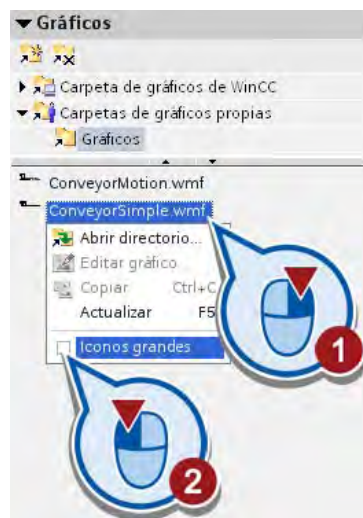 Gráficos
Carpeta de gráficos de WinCC
Carpetas de gráficos propias
Gráficos
ConveyorMotion.wmf
ConveyorSimple.wmf
Abrir directorio...
Editar gráfico
Copiar Ctrl+C
Actualizar F5
Iconos grandes
1
2